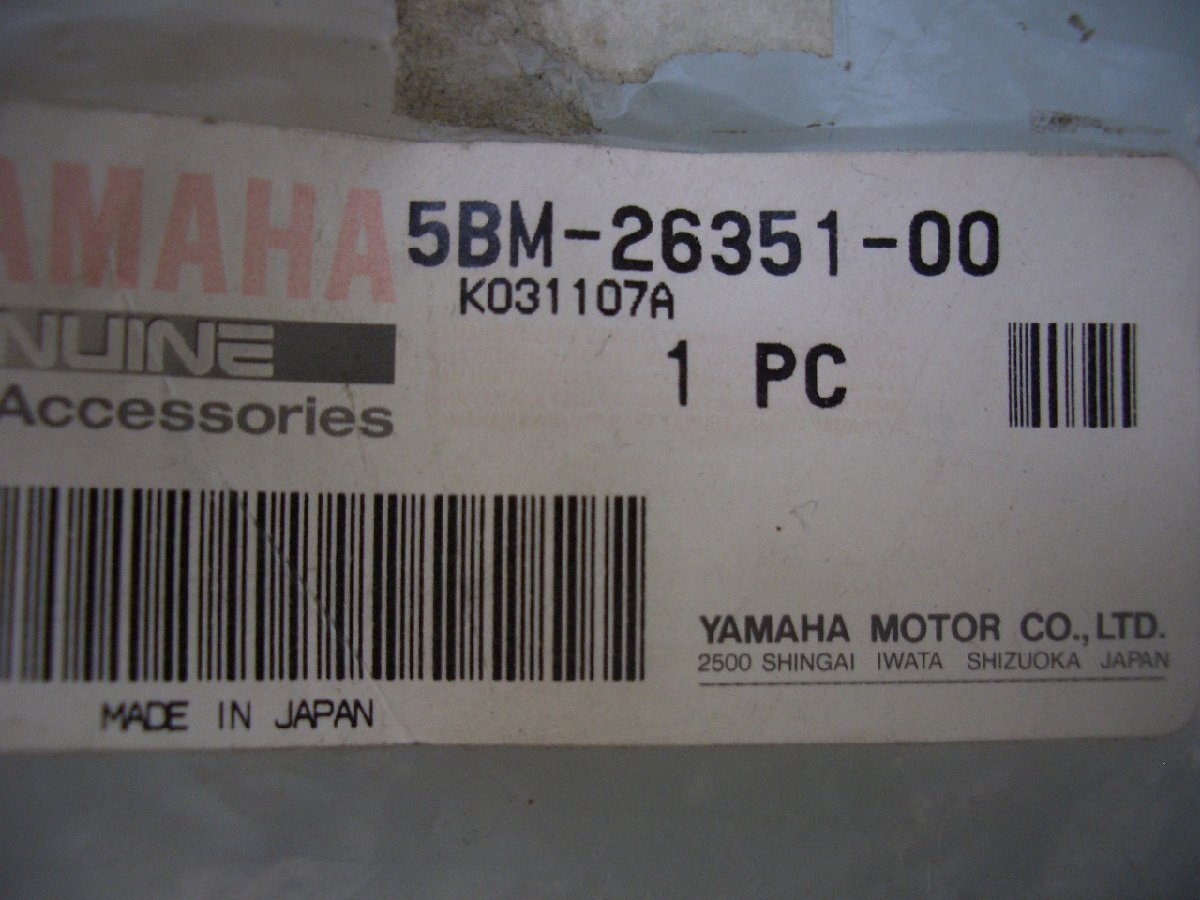 YAMAHA
5BM-26351-00
K031107A
GENUINE
1 PC
Accessories
YAMAHA MOTOR CO., LTD.
2500 SHINGAI IWATA SHIZUOKA JAPAN
MADE IN JAPAN